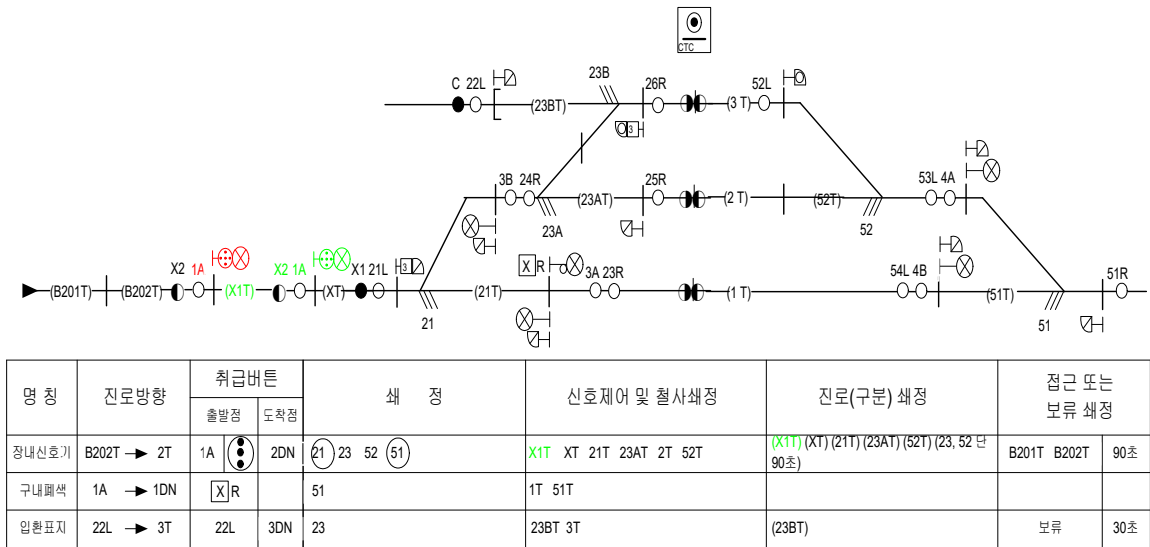 CTC
23B
C 22L
26R
52L
(23BT)
(3 T)
3
3B 24R
(23AT)
25R
(2 T)
(52T)
53L 4A
23A
52
X2 1A
X2 1A
X1 21L
3
X R
3A 23R
54L 4B
51R
(B201T)
(B202T)
(X1T)
(XT)
(21T)
(1 T)
(51T)
21
51
명 칭 진로방향 취급버튼 쇄 정 신호제어 및 철사쇄정 진로(구분) 쇄정 접근 또는
보류 쇄정
출발점 도착점
장내신호기 B202T 2T 1A 2DN 21 23 52 51 X1T XT 21T 23AT 2T 52T (X1T) (XT) (21T) (23AT) (52T) (23, 52 단
90초) B201T B202T 90초
구내폐색 1A 1DN X R 51 1T 51T
입환표지 22L 3T 22L 3DN 23 23BT 3T (23BT) 보류 30초